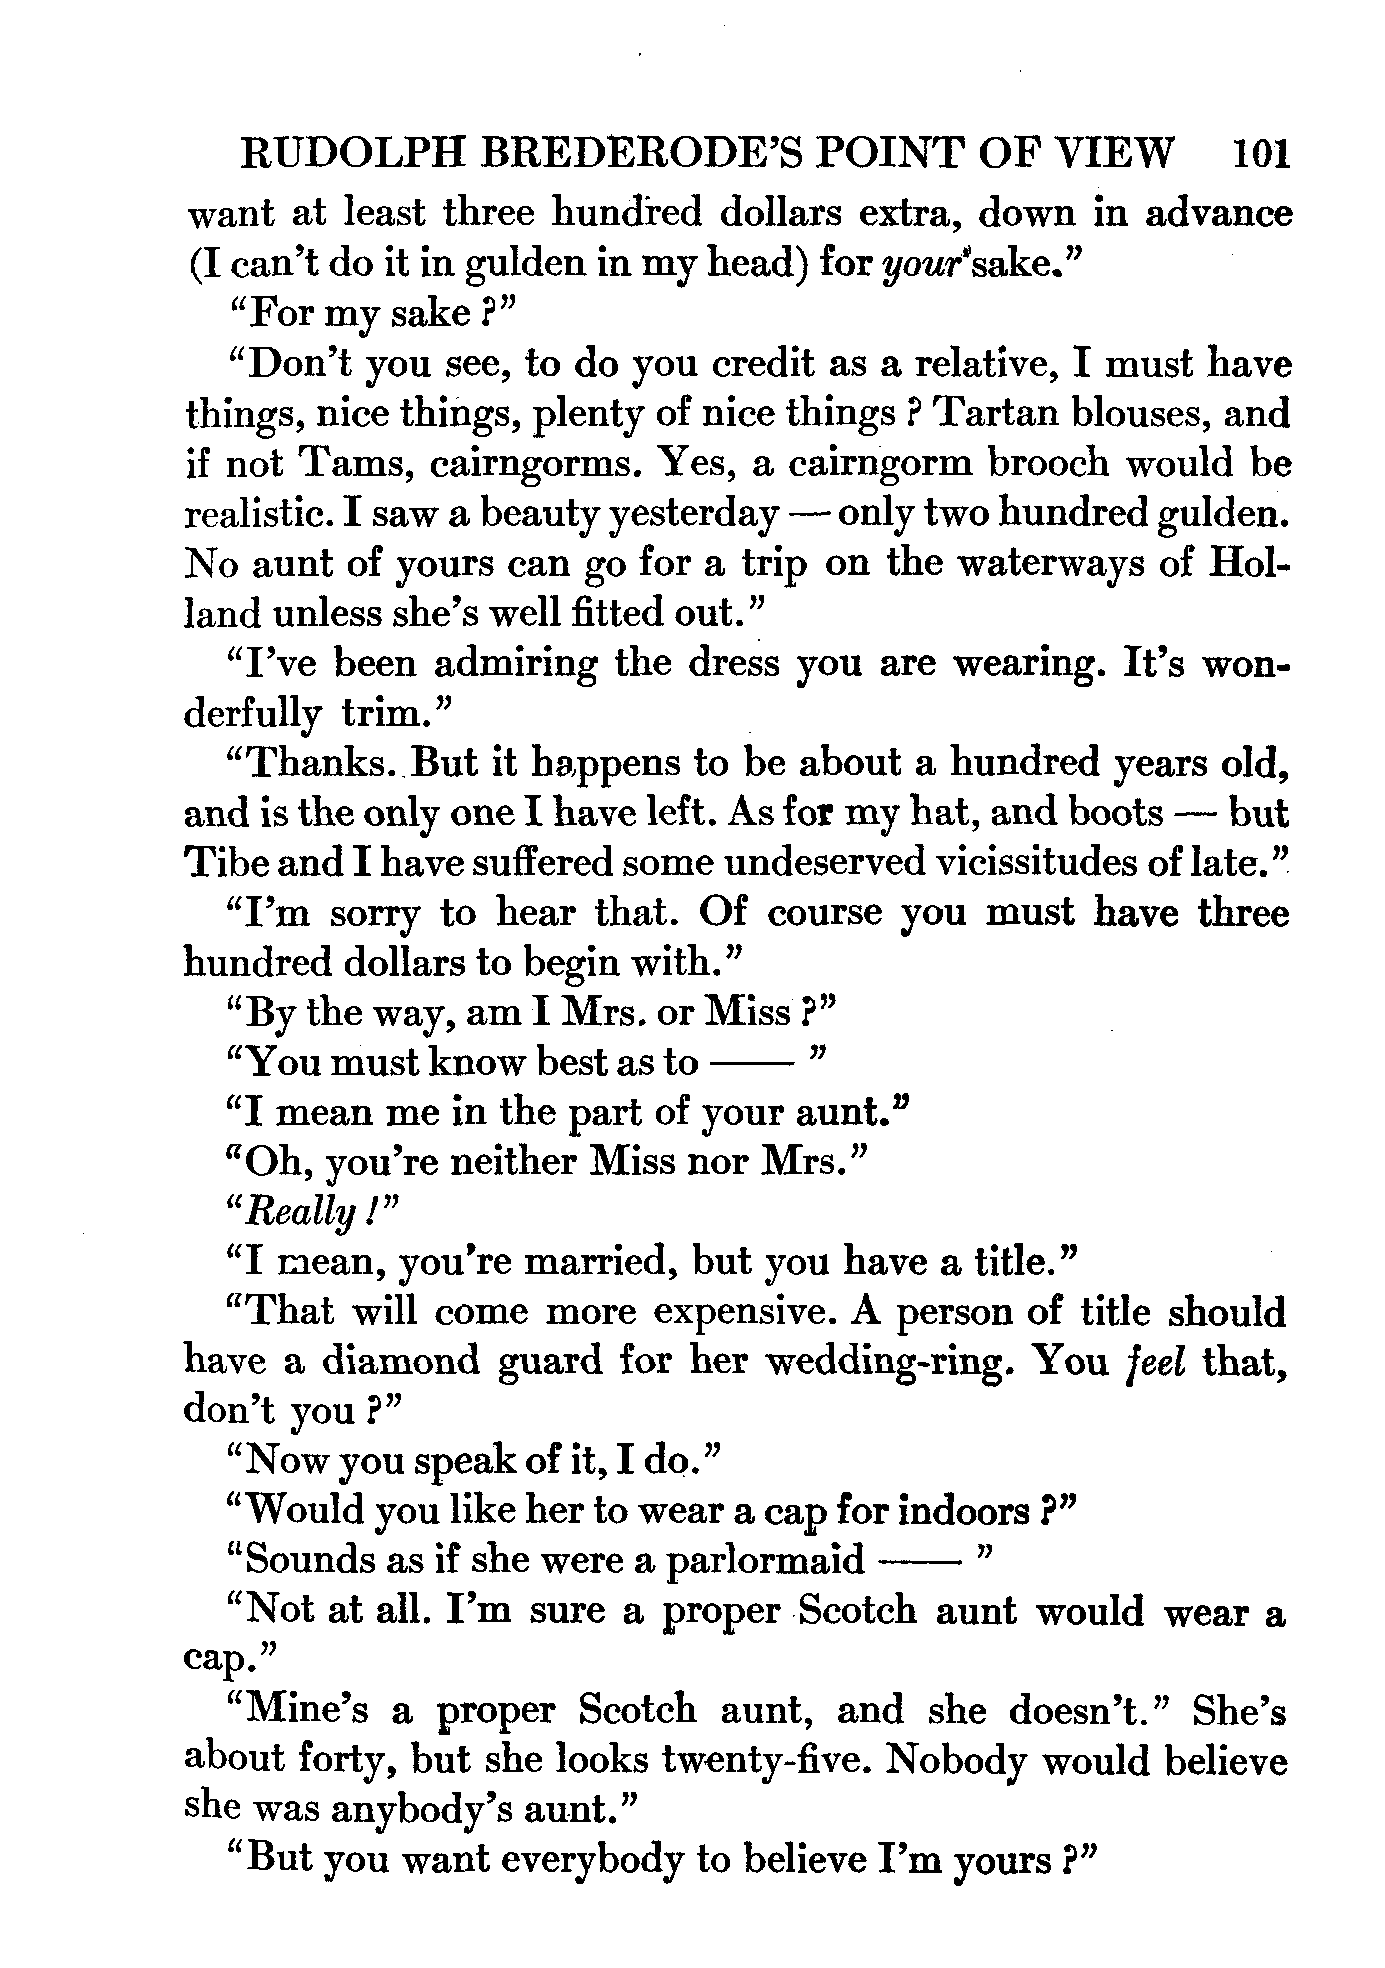 RUDOLPH BREDERODE'S POINT OF VIEW 101
want at least three hundred dollars extra, down in advance
(I can't do it in gulden in my head) for your sake."
"For my sake?"
"Don't you see, to do you credit as a relative, I must have
things, nice things, plenty of nice things? Tartan blouses, and
if not Tams, cairngorms. Yes, a cairngorm brooch would be
realistic. I saw a beauty yesterday — only two hundred gulden.
No aunt of yours can go for a trip on the waterways of Hol-
land unless she's well fitted out."
"I've been admiring the dress you are wearing. It's won-
derfully trim."
"Thanks. But it happens to be about a hundred years old,
and is the only one I have left. As for my hat, and boots — but
Tibe and I have suffered some undeserved vicissitudes of late."
"I'm sorry to hear that. Of course you must have three
hundred dollars to begin with."
"By the way, am I Mrs. or Miss?"
"You must know best as to —— "
"I mean me in the part of your aunt."
"Oh, you're neither Miss nor Mrs."
"Really!"
"I mean, you're married, but you have a title."
"That will come more expensive. A person of title should
have a diamond guard for her wedding-ring. You feel that,
don't you?"
"Now you speak of it, I do."
"Would you like her to wear a cap for indoors?"
"Sounds as if she were a parlormaid —— "
"Not at all. I'm sure a proper Scotch aunt would wear a
cap."
"Mine's a proper Scotch aunt, and she doesn't." She's
about forty, but she looks twenty-five. Nobody would believe
she was anybody's aunt."
"But you want everybody to believe I'm yours?"